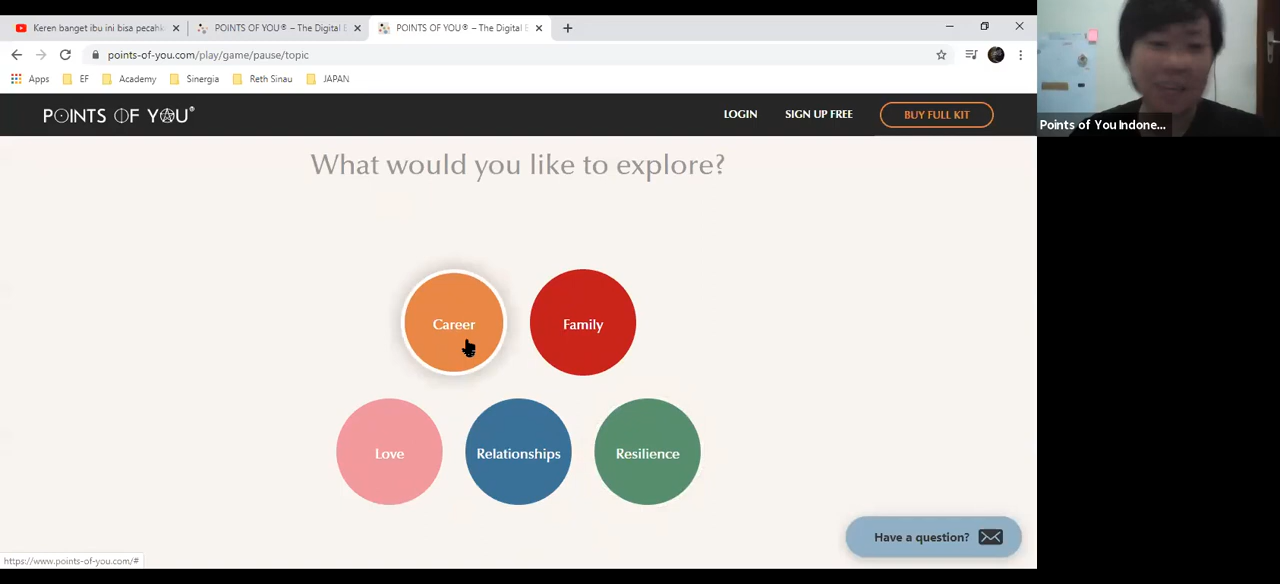 Keren banget ibu ini bisa pecahk
POINTS OF YOU® – The Digital E
POINTS OF YOU® – The Digital E
points-of-you.com/play/game/pause/topic
Apps
EF
Academy
Sinergia
Reth Sinau
JAPAN
POINTS OF YOU®
LOGIN
SIGN UP FREE
BUY FULL KIT
Points of You Indone...
What would you like to explore?
Career
Family
Love
Relationships
Resilience
Have a question?
https://www.points-of-you.com/#